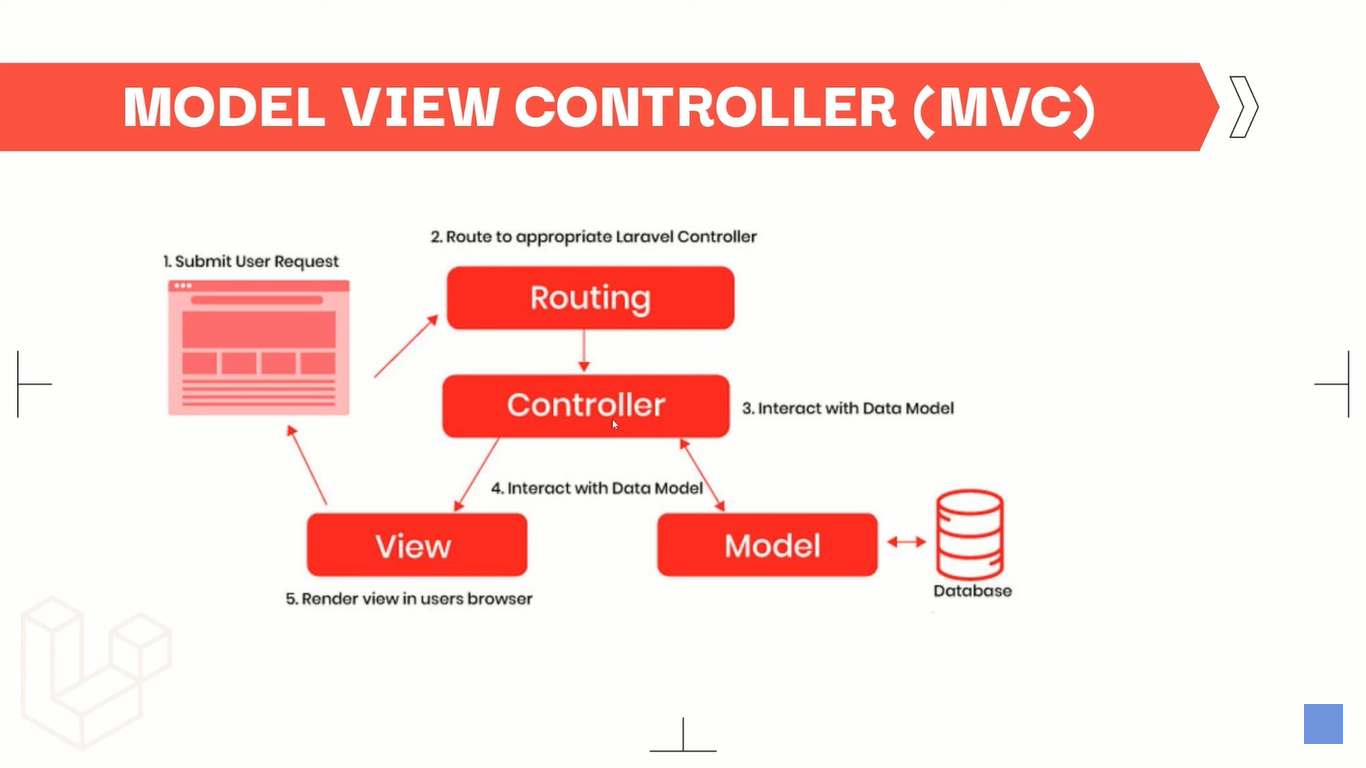 MODEL VIEW CONTROLLER (MVC)
2. Route to appropriate Laravel Controller
1. Submit User Request
Routing
Controller
3. Interact with Data Model
4. Interact with Data Model
View
Model
Database
5. Render view in users browser